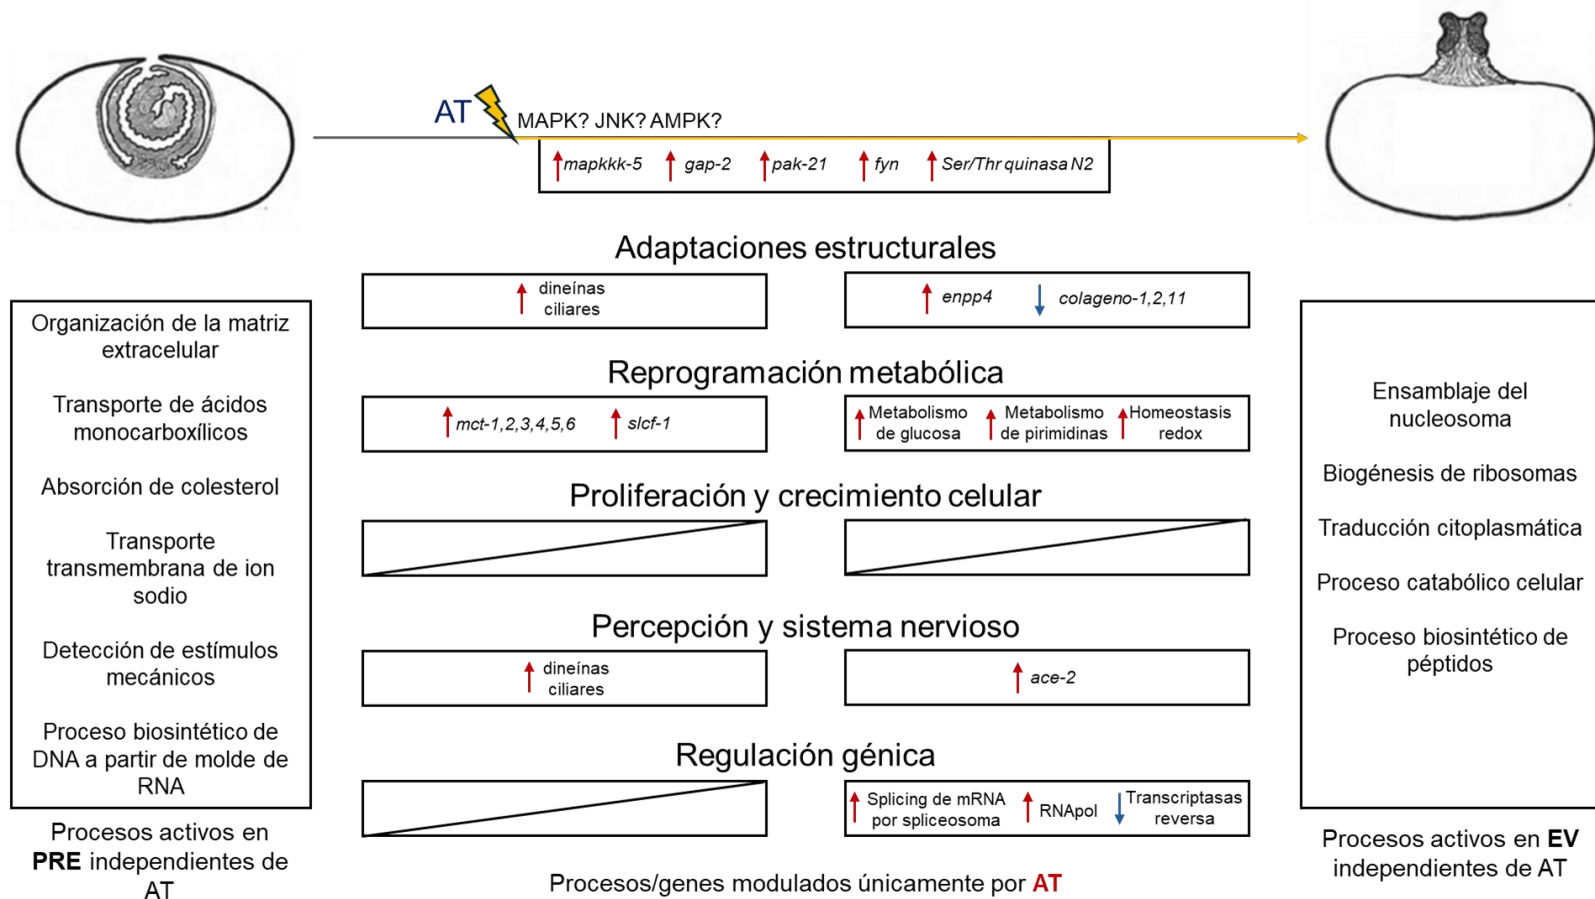 AT
MAPK? JNK? AMPK?
mapkkk-5 gap-2 pak-21 fyn Ser/Thr quinasa N2
Adaptaciones estructurales
dineínas
ciliares
enpp4 colageno-1,2,11
Reprogramación metabólica
mct-1,2,3,4,5,6 slcf-1
Metabolismo
de glucosa
Metabolismo
de pirimidinas
Homeostasis
redox
Proliferación y crecimiento celular
Percepción y sistema nervioso
dineínas
ciliares
ace-2
Regulación génica
Splicing de mRNA
por spliceosoma
RNApol
Transcriptasas
reversa
Procesos/genes modulados únicamente por AT
Organización de la matriz
extracelular
Transporte de ácidos
monocarboxílicos
Absorción de colesterol
Transporte
transmembrana de ion
sodio
Detección de estímulos
mecánicos
Proceso biosintético de
DNA a partir de molde de
RNA
Procesos activos en
PRE independientes de
AT
Ensamblaje del
nucleosoma
Biogénesis de ribosomas
Traducción citoplasmática
Proceso catabólico celular
Proceso biosintético de
péptidos
Procesos activos en EV
independientes de AT